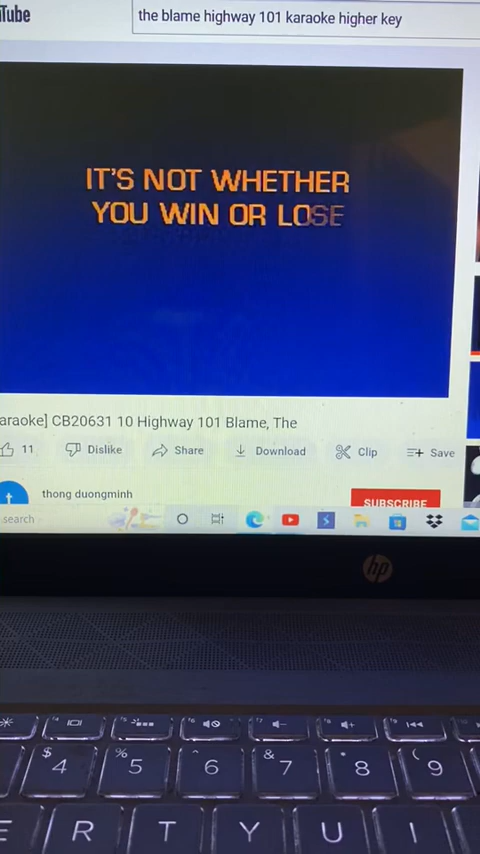 Tube
the blame highway 101 karaoke higher key
IT'S NOT WHETHER
YOU WIN OR LOSE
araoke] CB20631 10 Highway 101 Blame, The
11 Dislike Share Download Clip Save
t thong duongminh
SUBSCRIBE
search
hp
$ % ^ & * (
4 5 6 7 8 9
E R T Y U I